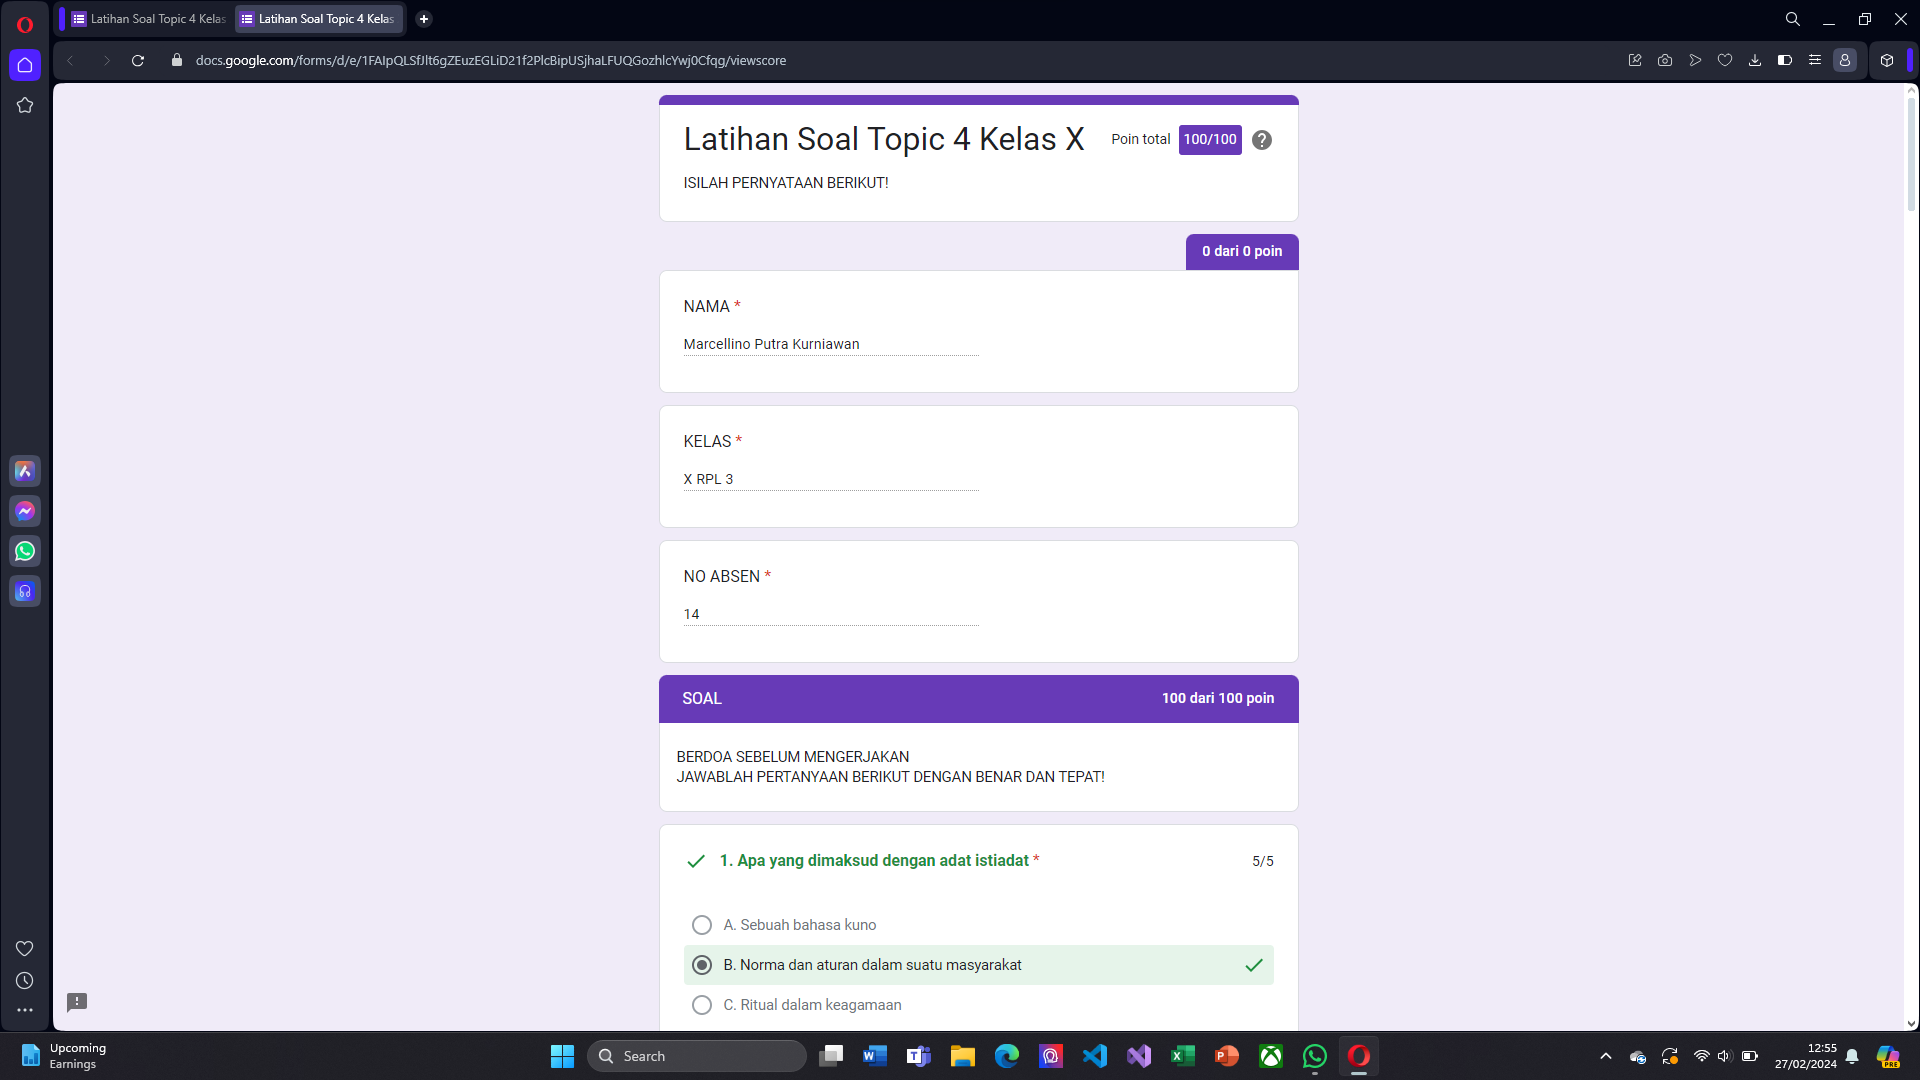 Latihan Soal Topic 4 Kelas
Latihan Soal Topic 4 Kelas
docs.google.com/forms/d/e/1FAIpQLSfJlt6gZEuzEGLiD21f2PlcBipUSjhaLFUQGozhlcYwj0Cfqg/viewscore
Latihan Soal Topic 4 Kelas X
Poin total 100/100
ISILAH PERNYATAAN BERIKUT!
0 dari 0 poin
NAMA *
Marcellino Putra Kurniawan
KELAS *
X RPL 3
NO ABSEN *
14
SOAL
100 dari 100 poin
BERDOA SEBELUM MENGERJAKAN
JAWABLAH PERTANYAAN BERIKUT DENGAN BENAR DAN TEPAT!
1. Apa yang dimaksud dengan adat istiadat *
5/5
A. Sebuah bahasa kuno
B. Norma dan aturan dalam suatu masyarakat
C. Ritual dalam keagamaan
Upcoming
Earnings
Search
12:55
27/02/2024
PRE